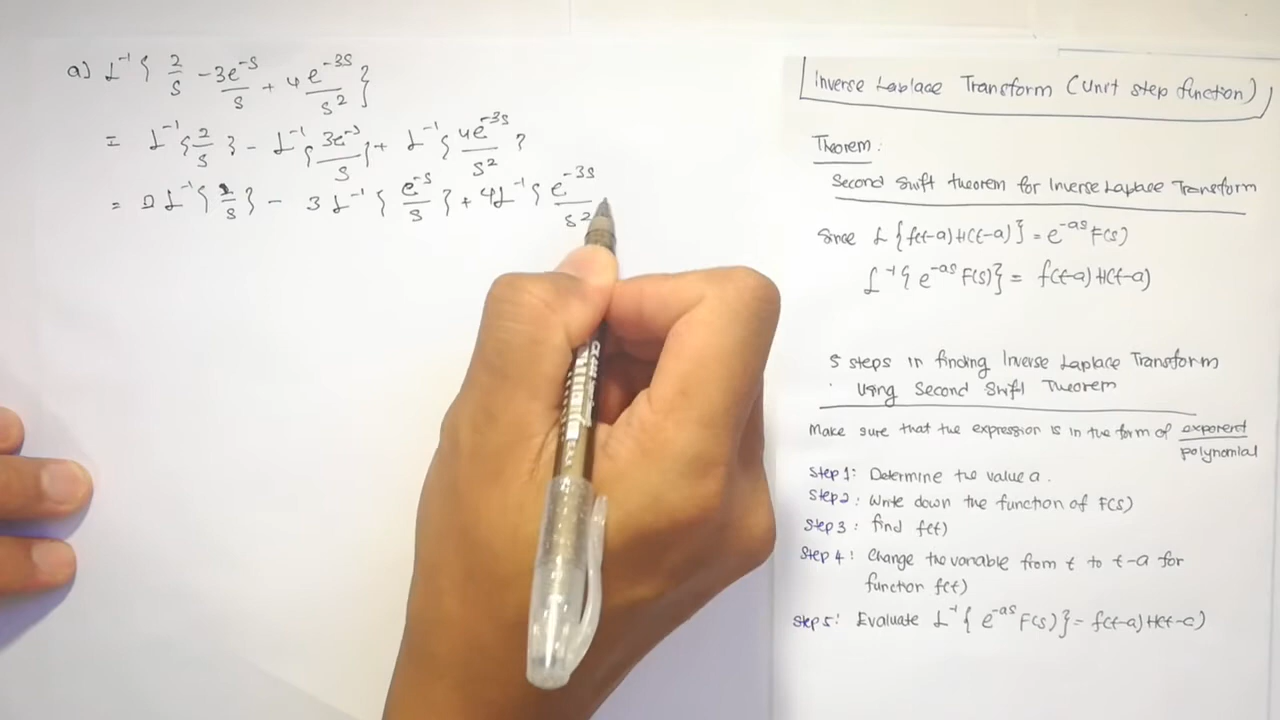 a) L⁻¹ { 2/s - 3e^-s/s + 4e^-3s/s² }
= L⁻¹ { 2/s } - L⁻¹ { 3e^-s/s } + L⁻¹ { 4e^-3s/s² }
= 2 L⁻¹ { 1/s } - 3 L⁻¹ { e^-s/s } + 4 L⁻¹ { e^-3s/s²
Inverse Laplace Transform (Unit step function)
Theorem :
Second Swift theorem for Inverse Laplace Transform
Since L { f(t-a) H(t-a) } = e^-as F(s)
L⁻¹ { e^-as F(s) } = f(t-a) H(t-a)
5 steps in finding Inverse Laplace Transform
Using Second Swift Theorem
Make sure that the expression is in the form of exponent/polynomial
Step 1: Determine the value a.
Step 2: Write down the function of F(s)
Step 3: find f(t)
Step 4: Change the variable from t to t-a for
function f(t)
Step 5: Evaluate L⁻¹ { e^-as F(s) } = f(t-a) H(t-a)